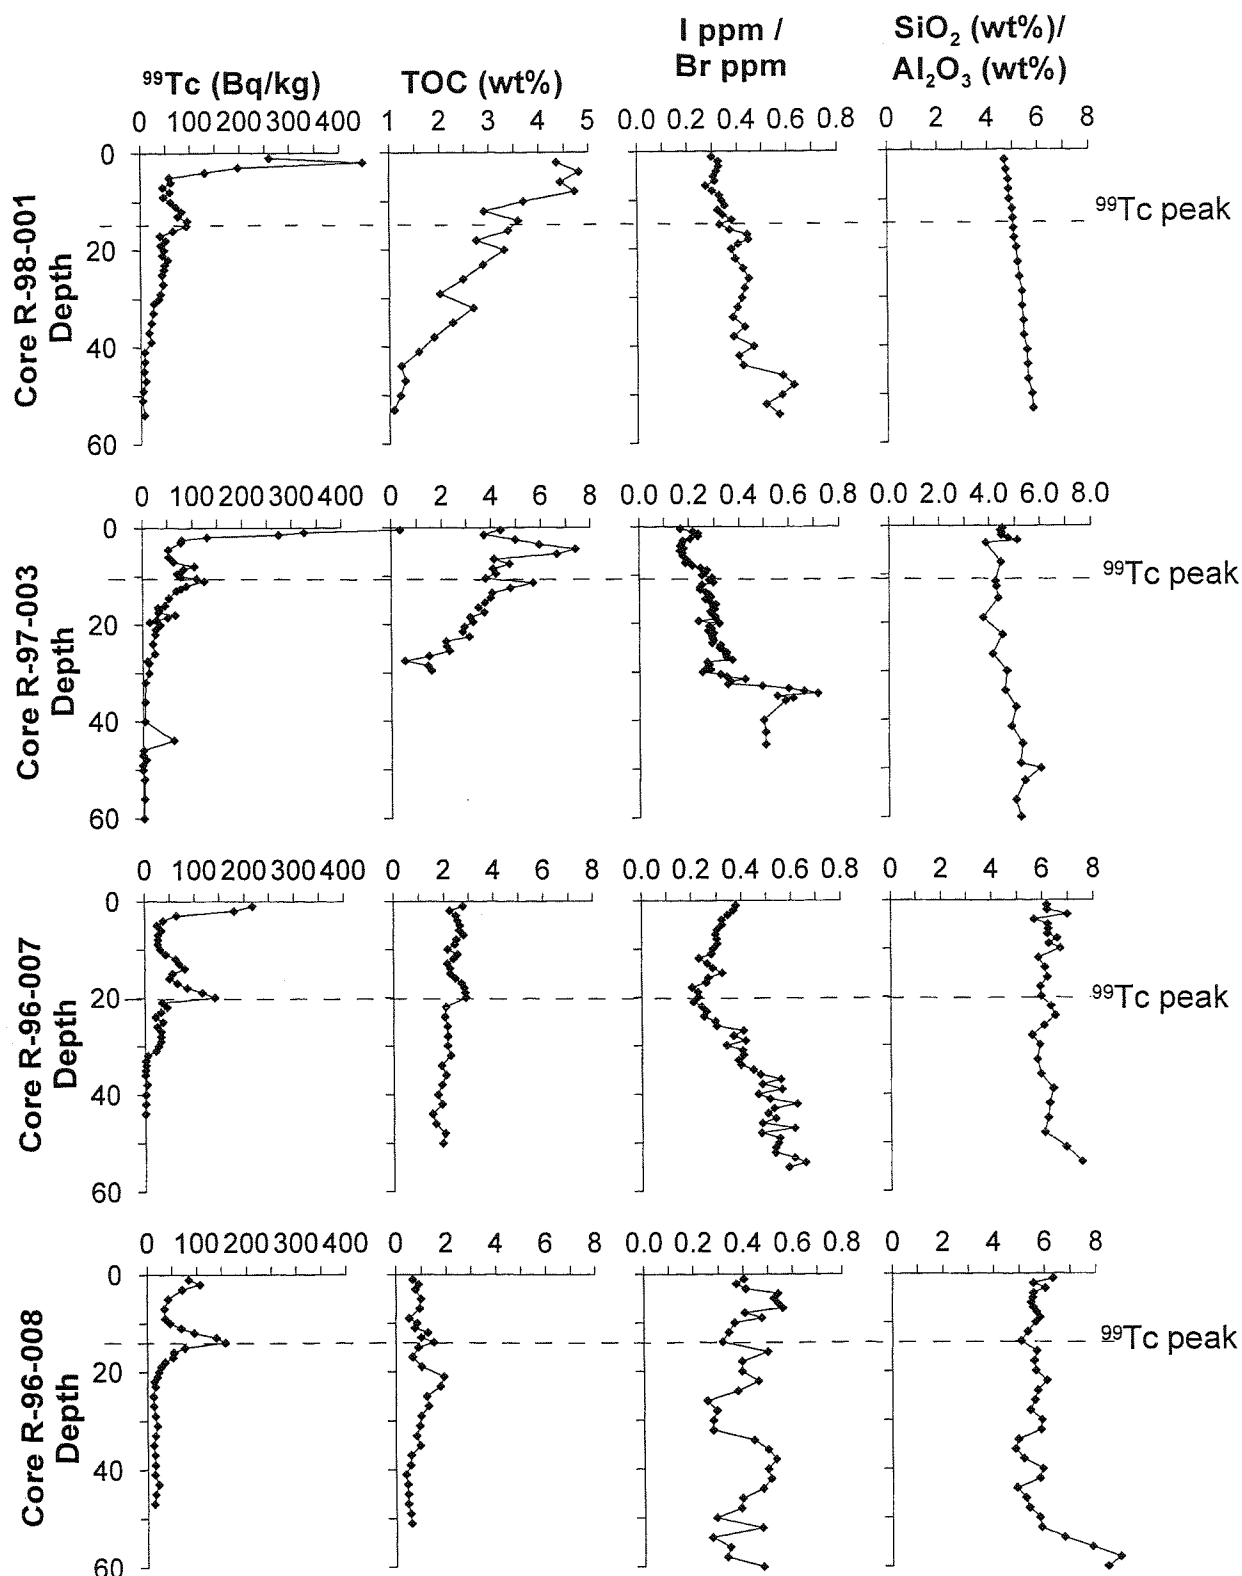 ⁹⁹Tc (Bq/kg)
TOC (wt%)
I ppm /
Br ppm
SiO₂ (wt%)/
Al₂O₃ (wt%)
0 100 200 300 400
1 2 3 4 5
0.0 0.2 0.4 0.6 0.8
0 2 4 6 8
Core R-98-001
Depth
0
20
40
60
⁹⁹Tc peak
0 100 200 300 400
0 2 4 6 8
0.0 0.2 0.4 0.6 0.8
0.0 2.0 4.0 6.0 8.0
Core R-97-003
Depth
0
20
40
60
⁹⁹Tc peak
0 100 200 300 400
0 2 4 6 8
0.0 0.2 0.4 0.6 0.8
0 2 4 6 8
Core R-96-007
Depth
0
20
40
60
⁹⁹Tc peak
0 100 200 300 400
0 2 4 6 8
0.0 0.2 0.4 0.6 0.8
0 2 4 6 8
Core R-96-008
Depth
0
20
40
60
⁹⁹Tc peak